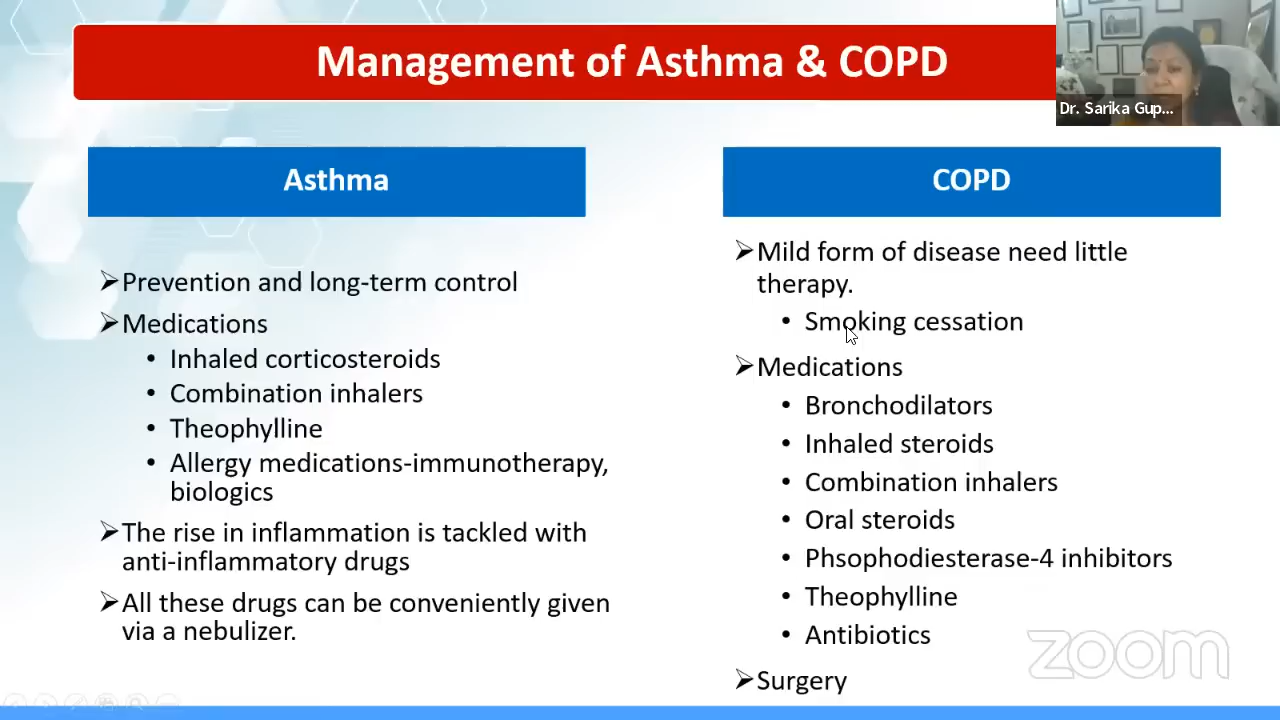 Management of Asthma & COPD
Dr. Sarika Gup...
Asthma
➢Prevention and long-term control
➢Medications
• Inhaled corticosteroids
• Combination inhalers
• Theophylline
• Allergy medications-immunotherapy,
biologics
➢The rise in inflammation is tackled with
anti-inflammatory drugs
➢All these drugs can be conveniently given
via a nebulizer.
COPD
➢Mild form of disease need little
therapy.
• Smoking cessation
➢Medications
• Bronchodilators
• Inhaled steroids
• Combination inhalers
• Oral steroids
• Phsophodiesterase-4 inhibitors
• Theophylline
• Antibiotics
➢Surgery
zoom